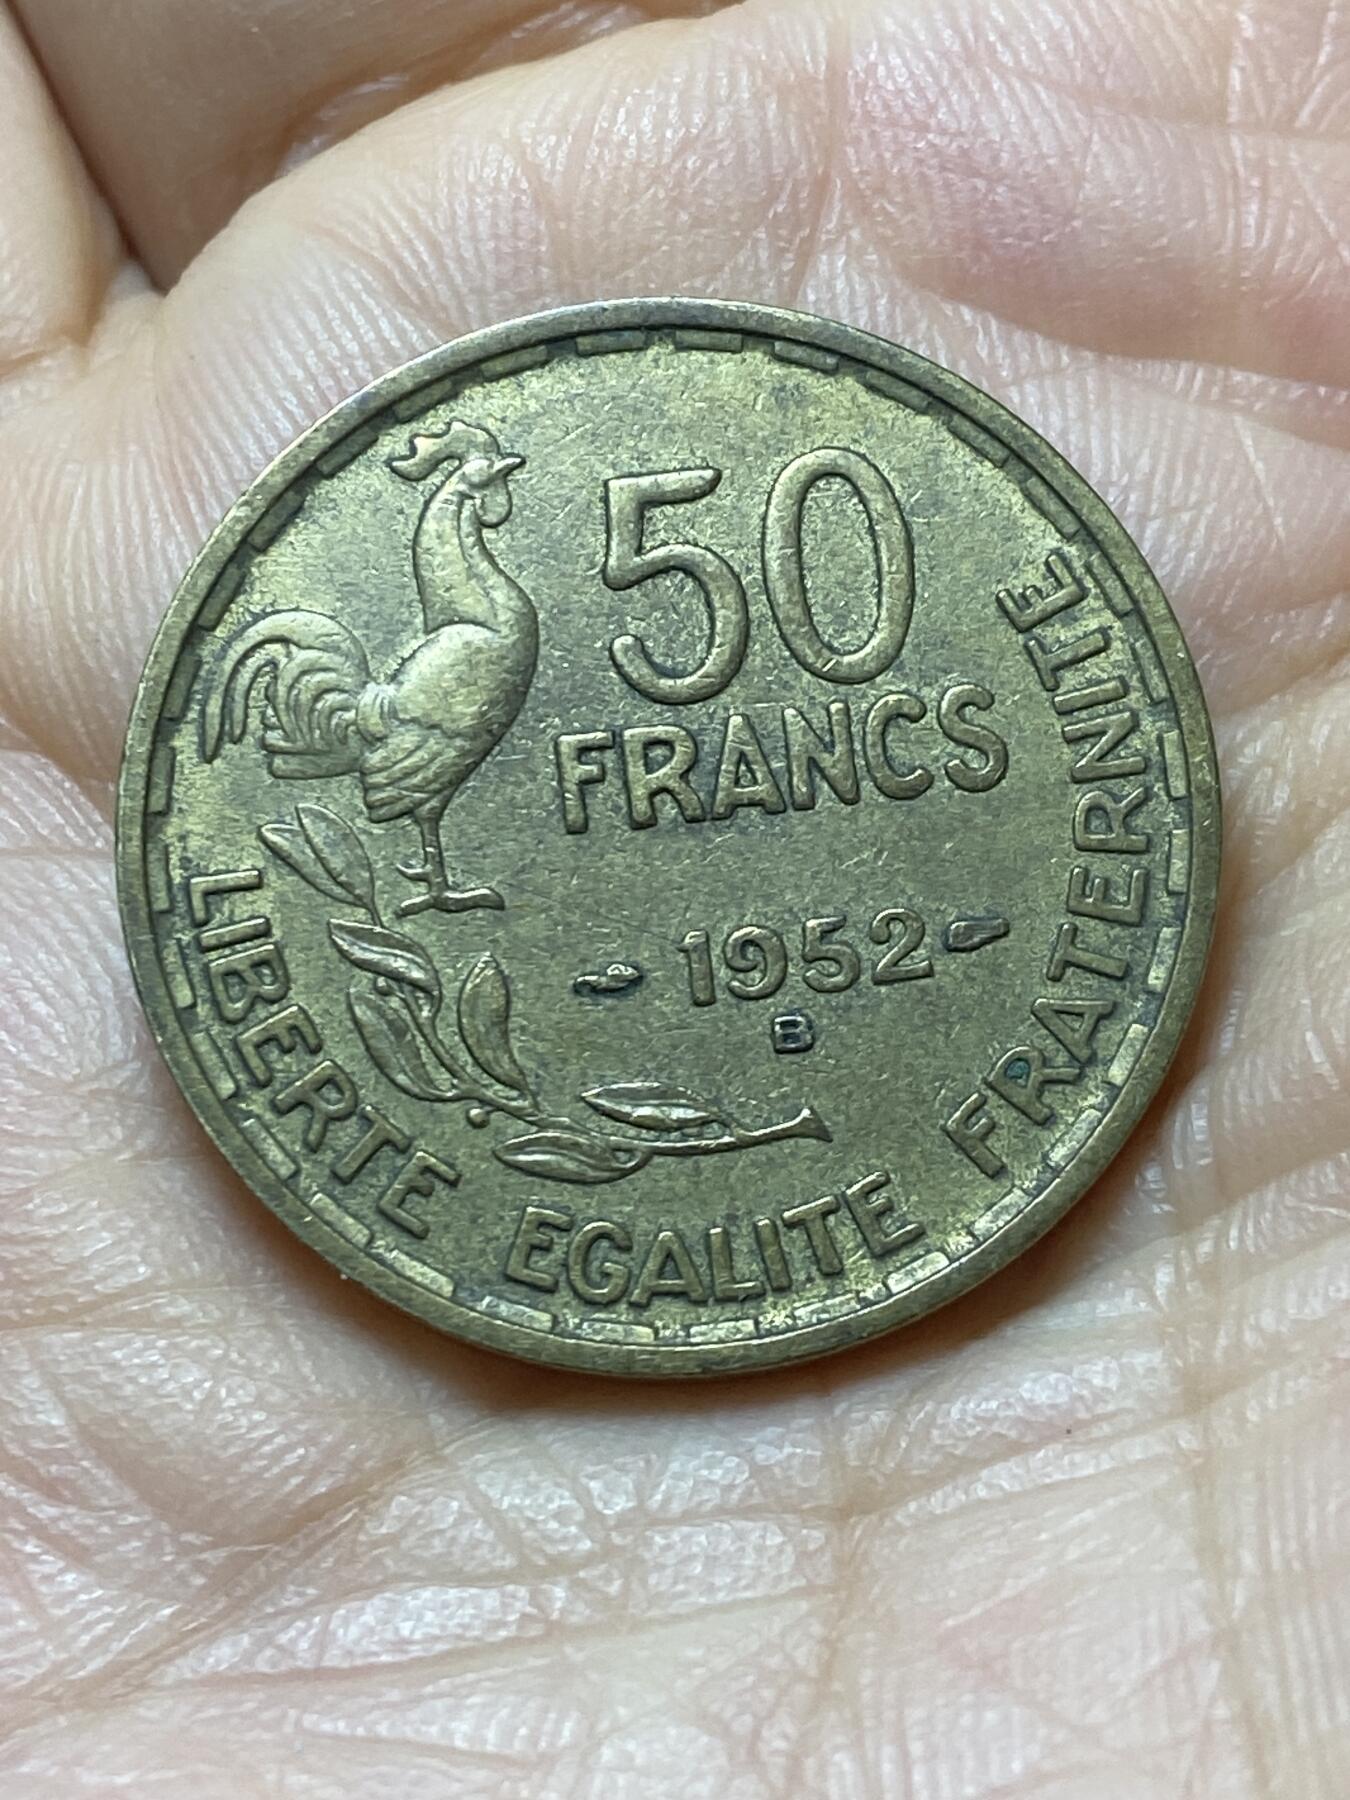 50
FRANCS
1952
B
LIBERTE EGALITE FRATERNITE